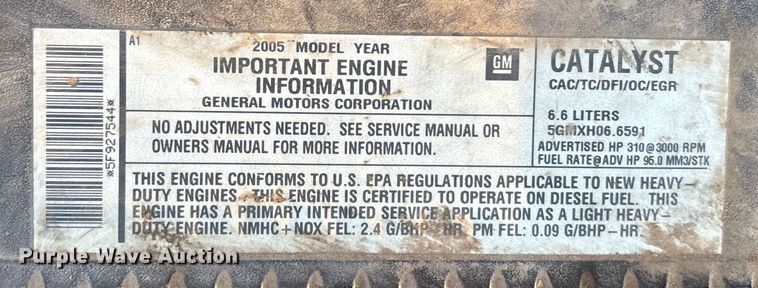 *5F927544*
A1
2005 MODEL YEAR
IMPORTANT ENGINE
INFORMATION
GENERAL MOTORS CORPORATION
GM
CATALYST
CAC/TC/DFI/OC/EGR
NO ADJUSTMENTS NEEDED. SEE SERVICE MANUAL OR
OWNERS MANUAL FOR MORE INFORMATION.
6.6 LITERS
5GMXH06.6591
ADVERTISED HP 310@3000 RPM
FUEL RATE@ADV HP 95.0 MM3/STK
THIS ENGINE CONFORMS TO U.S. EPA REGULATIONS APPLICABLE TO NEW HEAVY-
DUTY ENGINES. THIS ENGINE IS CERTIFIED TO OPERATE ON DIESEL FUEL. THIS
ENGINE HAS A PRIMARY INTENDED SERVICE APPLICATION AS A LIGHT HEAVY-
DUTY ENGINE. NMHC+NOX FEL: 2.4 G/BHP-HR. PM FEL: 0.09 G/BHP-HR.
Purple Wave Auction